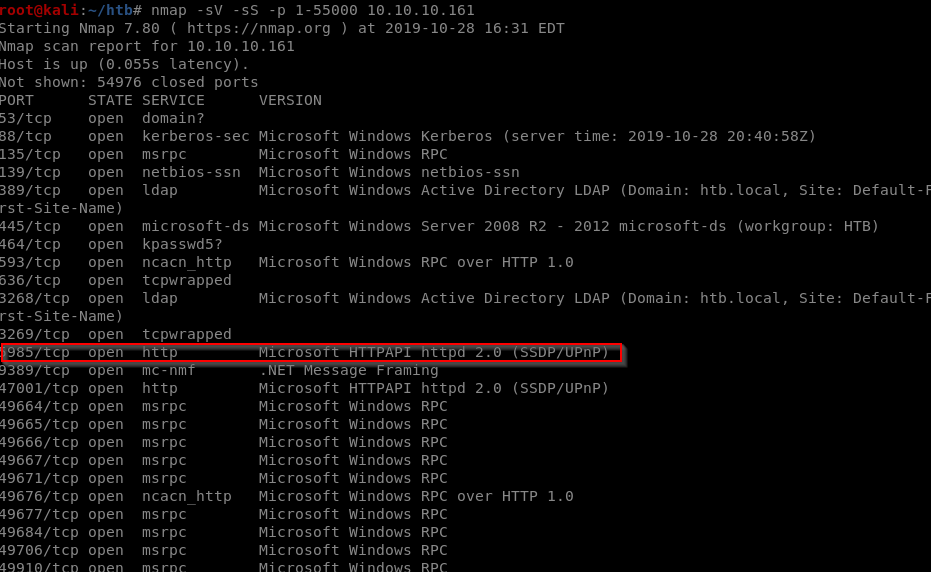 root@kali:~/htb# nmap -sV -sS -p 1-55000 10.10.10.161
Starting Nmap 7.80 ( https://nmap.org ) at 2019-10-28 16:31 EDT
Nmap scan report for 10.10.10.161
Host is up (0.055s latency).
Not shown: 54976 closed ports
PORT      STATE SERVICE      VERSION
53/tcp    open  domain?
88/tcp    open  kerberos-sec Microsoft Windows Kerberos (server time: 2019-10-28 20:40:58Z)
135/tcp   open  msrpc        Microsoft Windows RPC
139/tcp   open  netbios-ssn  Microsoft Windows netbios-ssn
389/tcp   open  ldap         Microsoft Windows Active Directory LDAP (Domain: htb.local, Site: Default-F
rst-Site-Name)
445/tcp   open  microsoft-ds Microsoft Windows Server 2008 R2 - 2012 microsoft-ds (workgroup: HTB)
464/tcp   open  kpasswd5?
593/tcp   open  ncacn_http   Microsoft Windows RPC over HTTP 1.0
636/tcp   open  tcpwrapped
3268/tcp  open  ldap         Microsoft Windows Active Directory LDAP (Domain: htb.local, Site: Default-F
rst-Site-Name)
3269/tcp  open  tcpwrapped
5985/tcp  open  http         Microsoft HTTPAPI httpd 2.0 (SSDP/UPnP)
9389/tcp  open  mc-nmf       .NET Message Framing
47001/tcp open  http         Microsoft HTTPAPI httpd 2.0 (SSDP/UPnP)
49664/tcp open  msrpc        Microsoft Windows RPC
49665/tcp open  msrpc        Microsoft Windows RPC
49666/tcp open  msrpc        Microsoft Windows RPC
49667/tcp open  msrpc        Microsoft Windows RPC
49671/tcp open  msrpc        Microsoft Windows RPC
49676/tcp open  ncacn_http   Microsoft Windows RPC over HTTP 1.0
49677/tcp open  msrpc        Microsoft Windows RPC
49684/tcp open  msrpc        Microsoft Windows RPC
49706/tcp open  msrpc        Microsoft Windows RPC
49910/tcp open  msrpc        Microsoft Windows RPC